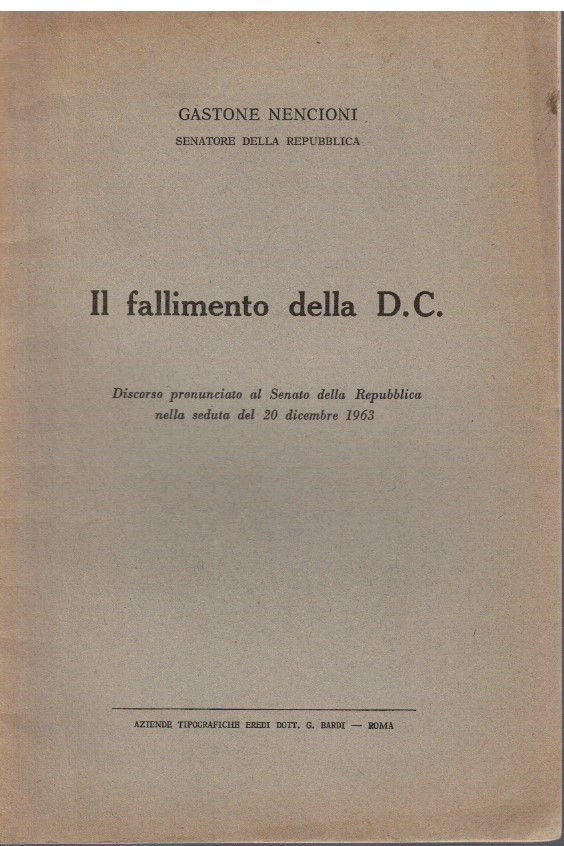 GASTONE NENCIONI
SENATORE DELLA REPUBBLICA
Il fallimento della D.C.
Discorso pronunciato al Senato della Repubblica
nella seduta del 20 dicembre 1963
AZIENDE TIPOGRAFICHE EREDI DOTT. G. BARDI — ROMA